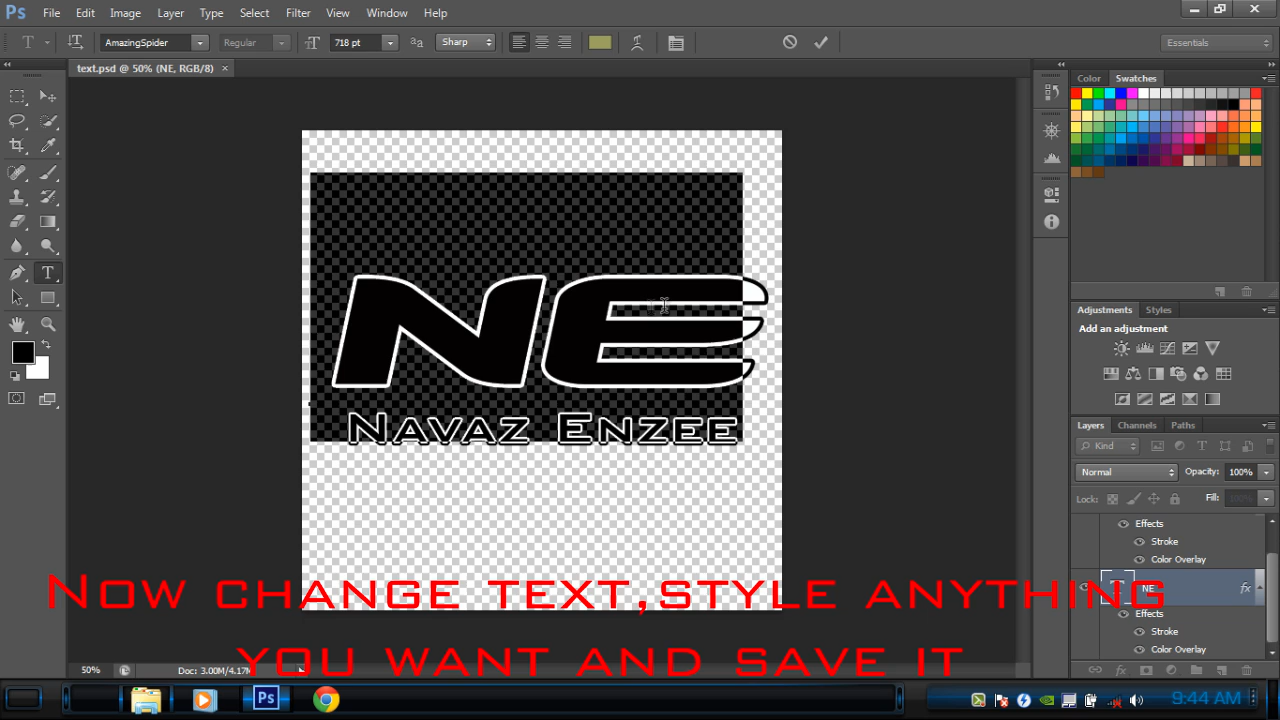 Ps File Edit Image Layer Type Select Filter View Window Help
AmazingSpider Regular 718 pt Sharp Essentials
text.psd @ 50% (NE, RGB/8) ×
Color Swatches
NE
Navaz Enzee
Adjustments Styles
Add an adjustment
Layers Channels Paths
Kind
Normal Opacity: 100%
Lock: Fill: 100%
Effects
Stroke
Color Overlay
NE fx
Effects
Stroke
Color Overlay
Now change text,style anything
you want and save it
50% Doc: 3.00M/4.17M
Ps 9:44 AM